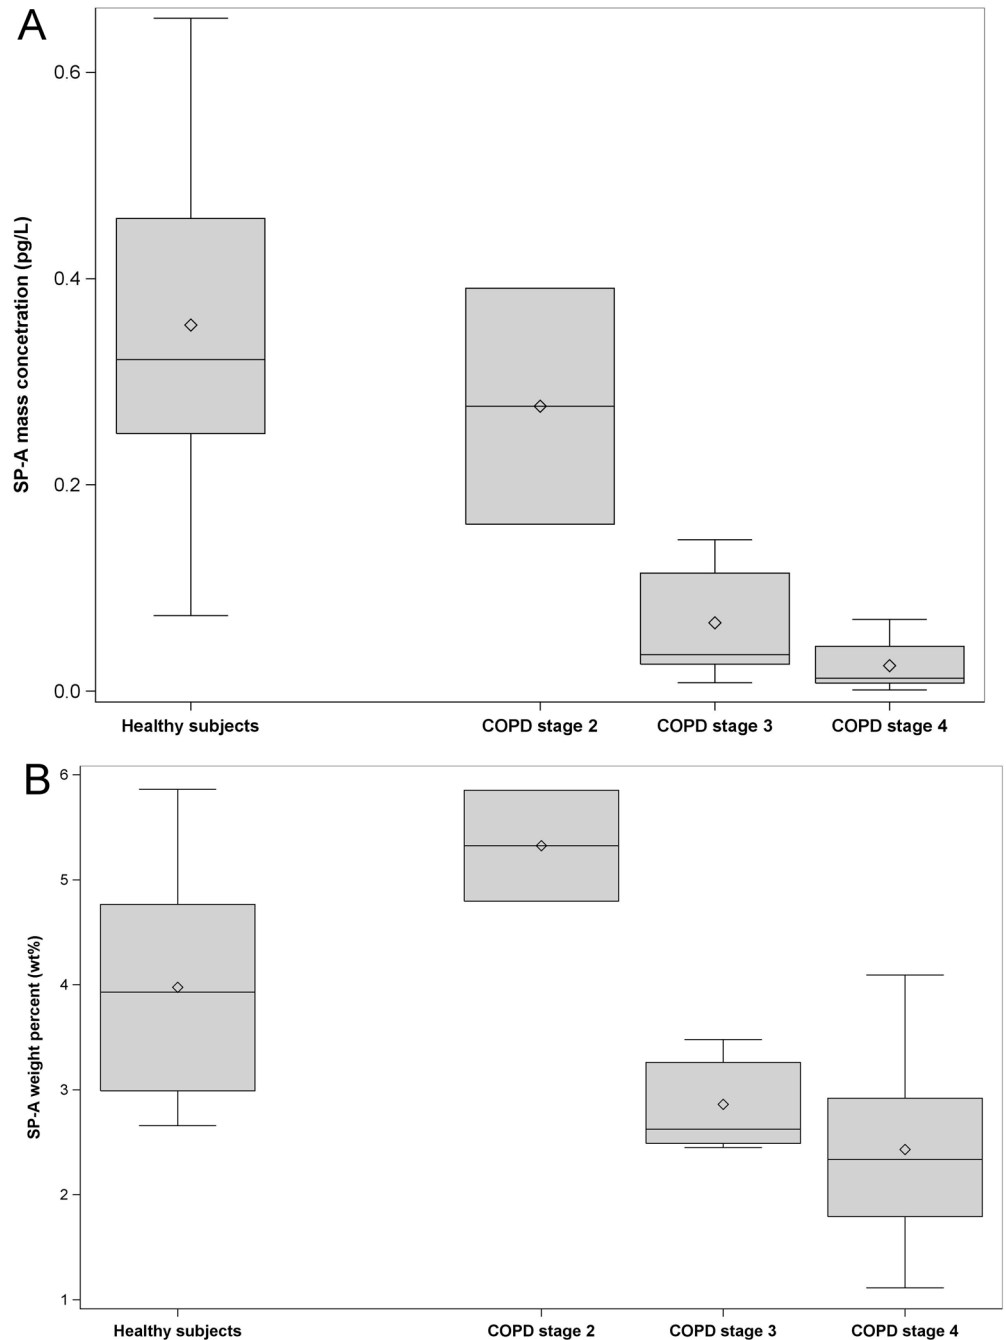 A
SP-A mass concetration (pg/L)
0.6
0.4
0.2
0.0
Healthy subjects COPD stage 2 COPD stage 3 COPD stage 4
B
SP-A weight percent (wt%)
6
5
4
3
2
1
Healthy subjects COPD stage 2 COPD stage 3 COPD stage 4